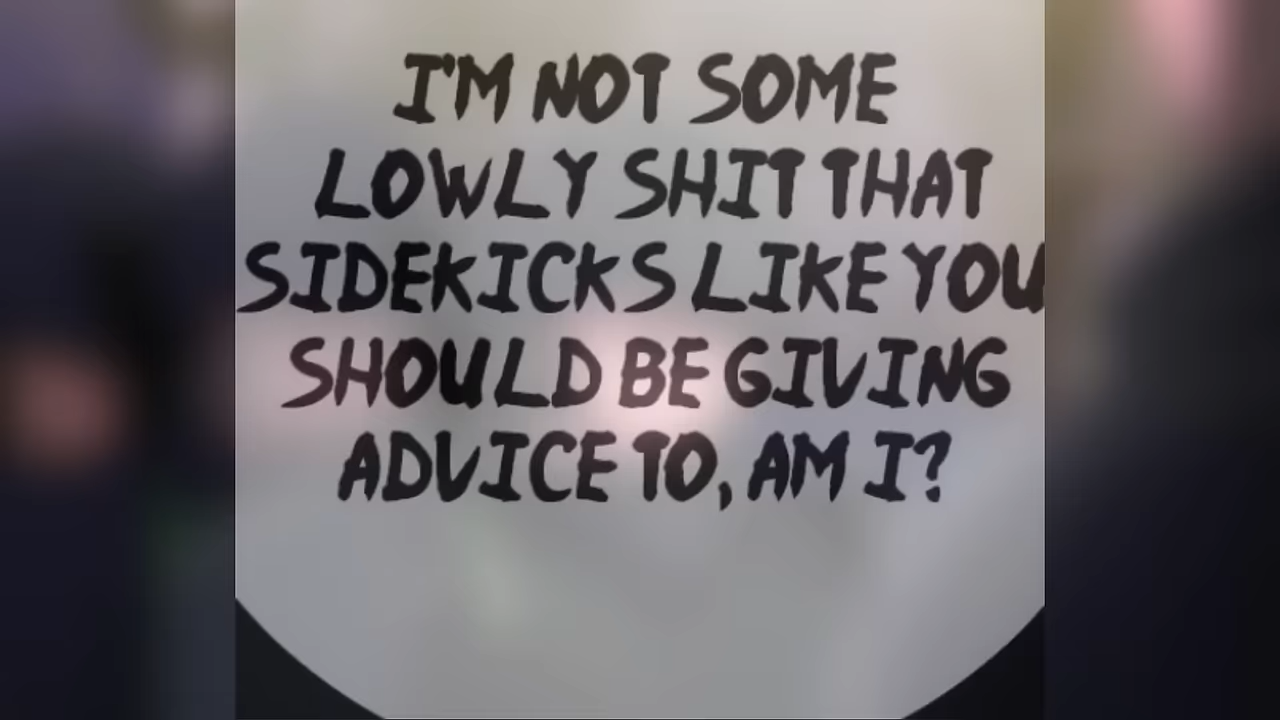 I'M NOT SOME
LOWLY SHIT THAT
SIDEKICKS LIKE YOU
SHOULD BE GIVING
ADVICE TO, AM I?